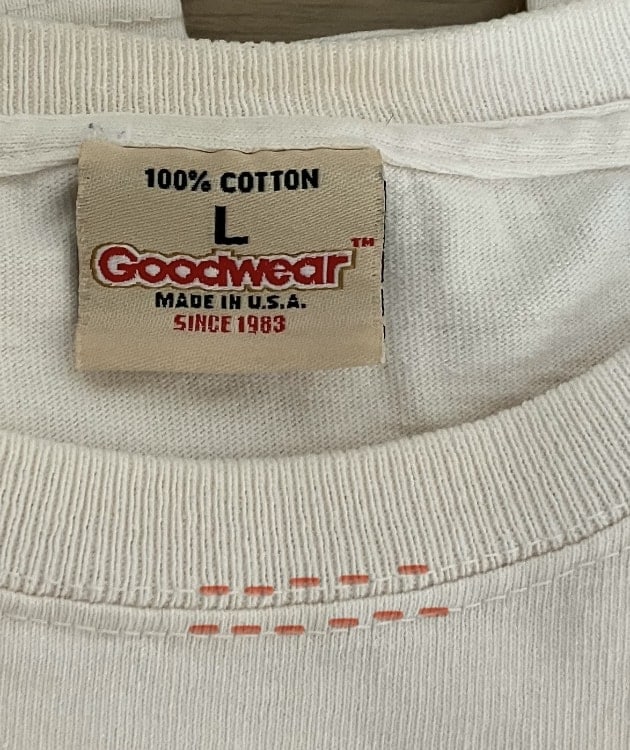 100% COTTON
L
Goodwear™
MADE IN U.S.A.
SINCE 1983